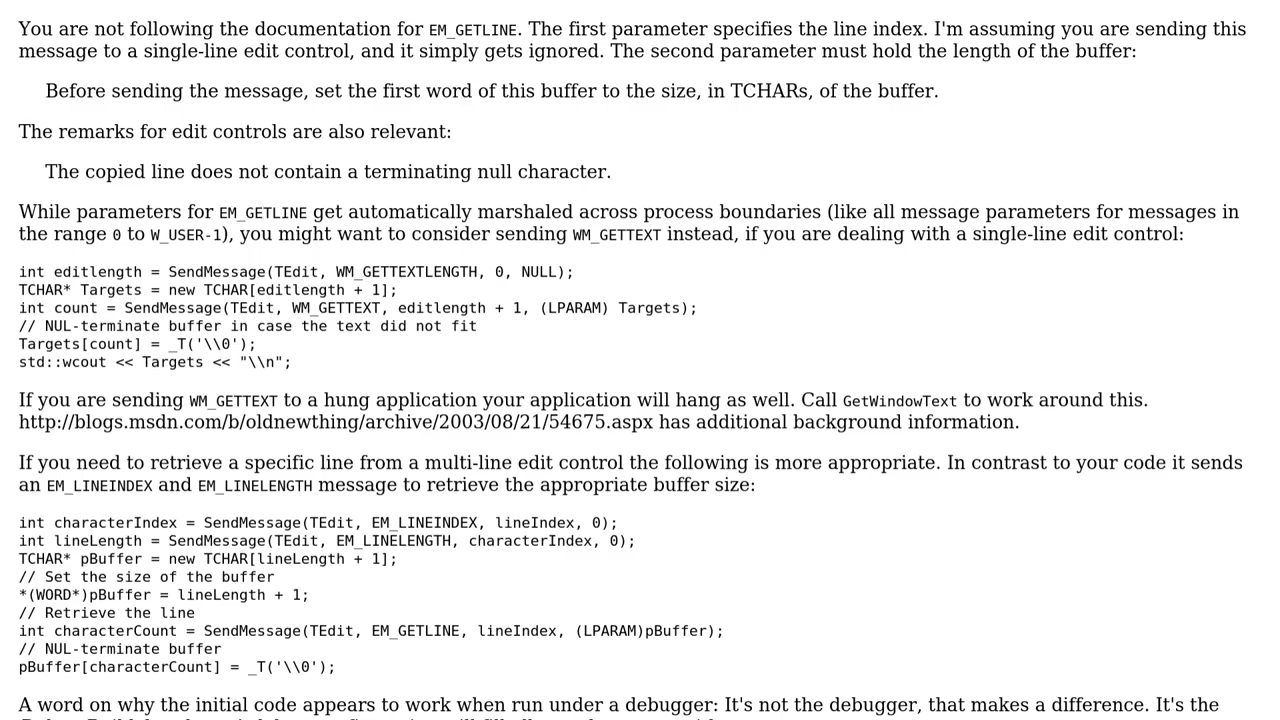 You are not following the documentation for EM_GETLINE. The first parameter specifies the line index. I'm assuming you are sending this
message to a single-line edit control, and it simply gets ignored. The second parameter must hold the length of the buffer:
Before sending the message, set the first word of this buffer to the size, in TCHARs, of the buffer.
The remarks for edit controls are also relevant:
The copied line does not contain a terminating null character.
While parameters for EM_GETLINE get automatically marshaled across process boundaries (like all message parameters for messages in
the range 0 to W_USER-1), you might want to consider sending WM_GETTEXT instead, if you are dealing with a single-line edit control:
int editlength = SendMessage(TEdit, WM_GETTEXTLENGTH, 0, NULL);
TCHAR* Targets = new TCHAR[editlength + 1];
int count = SendMessage(TEdit, WM_GETTEXT, editlength + 1, (LPARAM) Targets);
// NUL-terminate buffer in case the text did not fit
Targets[count] = _T('\\0');
std::wcout << Targets << "\\n";
If you are sending WM_GETTEXT to a hung application your application will hang as well. Call GetWindowText to work around this.
http://blogs.msdn.com/b/oldnewthing/archive/2003/08/21/54675.aspx has additional background information.
If you need to retrieve a specific line from a multi-line edit control the following is more appropriate. In contrast to your code it sends
an EM_LINEINDEX and EM_LINELENGTH message to retrieve the appropriate buffer size:
int characterIndex = SendMessage(TEdit, EM_LINEINDEX, lineIndex, 0);
int lineLength = SendMessage(TEdit, EM_LINELENGTH, characterIndex, 0);
TCHAR* pBuffer = new TCHAR[lineLength + 1];
// Set the size of the buffer
*(WORD*)pBuffer = lineLength + 1;
// Retrieve the line
int characterCount = SendMessage(TEdit, EM_GETLINE, lineIndex, (LPARAM)pBuffer);
// NUL-terminate buffer
pBuffer[characterCount] = _T('\\0');
A word on why the initial code appears to work when run under a debugger: It's not the debugger, that makes a difference. It's the